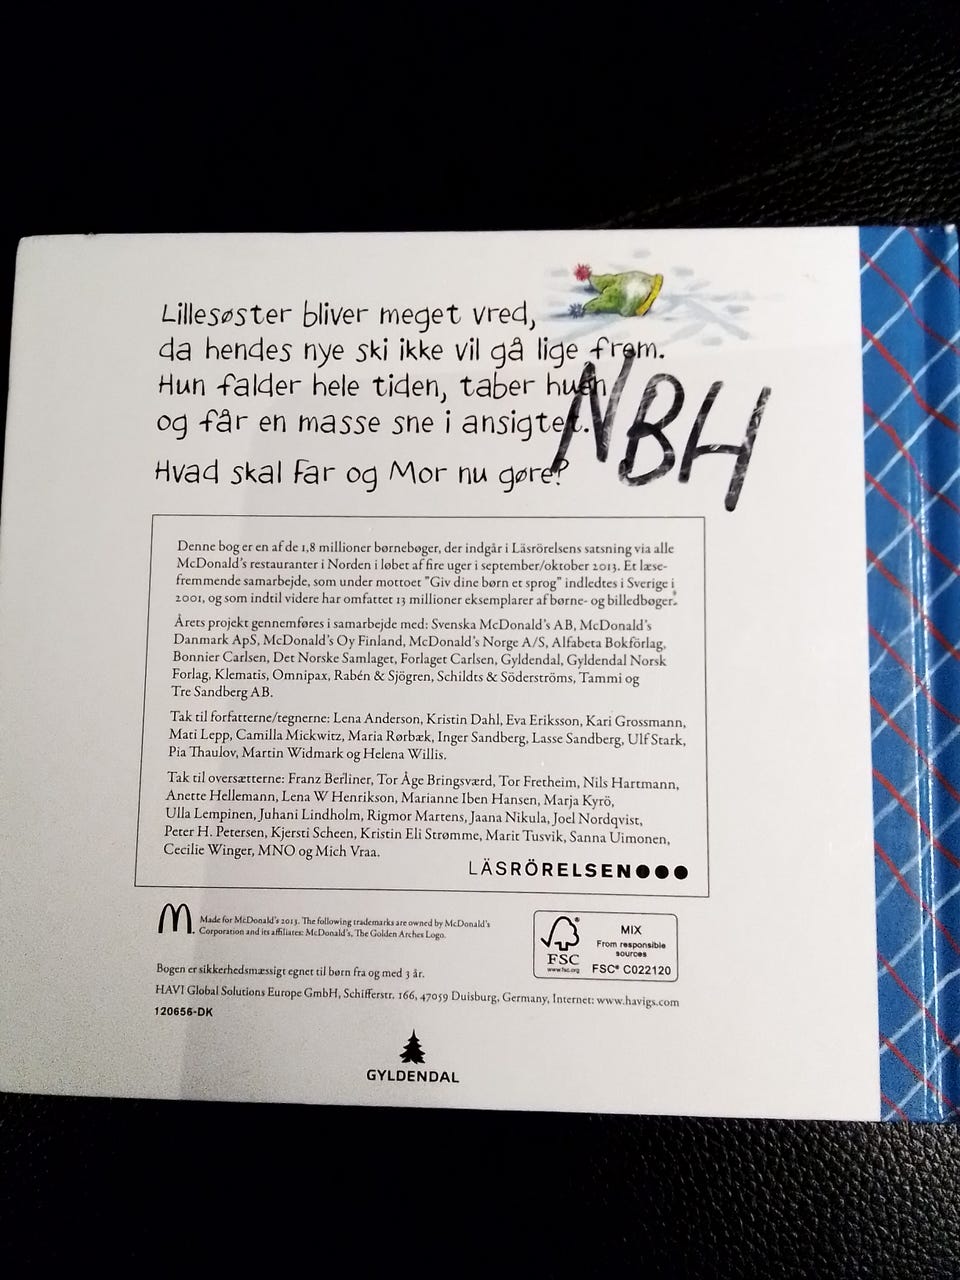 Lillesøster bliver meget vred,
da hendes nye ski ikke vil gå lige frem.
Hun falder hele tiden, taber huen
og får en masse sne i ansigtet.
NBH
Hvad skal Far og Mor nu gøre?
Denne bog er en af de 1,8 millioner børnebøger, der indgår i Läsrörelsens satsning via alle
McDonald's restauranter i Norden i løbet af fire uger i september/oktober 2013. Et læse-
fremmende samarbejde, som under mottoet "Giv dine børn et sprog" indledtes i Sverige i
2001, og som indtil videre har omfattet 13 millioner eksemplarer af børne- og billedbøger.
Årets projekt gennemføres i samarbejde med: Svenska McDonald's AB, McDonald's
Danmark ApS, McDonald's Oy Finland, McDonald's Norge A/S, Alfabeta Bokförlag,
Bonnier Carlsen, Det Norske Samlaget, Forlaget Carlsen, Gyldendal, Gyldendal Norsk
Forlag, Klematis, Omnipax, Rabén & Sjögren, Schildts & Söderströms, Tammi og
Tre Sandberg AB.
Tak til forfatterne/tegnerne: Lena Anderson, Kristin Dahl, Eva Eriksson, Kari Grossmann,
Mati Lepp, Camilla Mickwitz, Maria Rørbæk, Inger Sandberg, Lasse Sandberg, Ulf Stark,
Pia Thaulov, Martin Widmark og Helena Willis.
Tak til oversætterne: Franz Berliner, Tor Åge Bringsværd, Tor Fretheim, Nils Hartmann,
Anette Hellemann, Lena W Henrikson, Marianne Iben Hansen, Marja Kyrö,
Ulla Lempinen, Juhani Lindholm, Rigmor Martens, Jaana Nikula, Joel Nordqvist,
Peter H. Petersen, Kjersti Scheen, Kristin Eli Strømme, Marit Tusvik, Sanna Uimonen,
Cecilie Winger, MNO og Mich Vraa.
LÄSRÖRELSEN●●●
Made for McDonald's 2013. The following trademarks are owned by McDonald's
Corporation and its affiliates: McDonald's, The Golden Arches Logo.
FSC
www.fsc.org
MIX
From responsible
sources
FSC® C022120
Bogen er sikkerhedsmæssigt egnet til børn fra og med 3 år.
HAVI Global Solutions Europe GmbH, Schifferstr. 166, 47059 Duisburg, Germany, Internet: www.havigs.com
120656-DK
GYLDENDAL